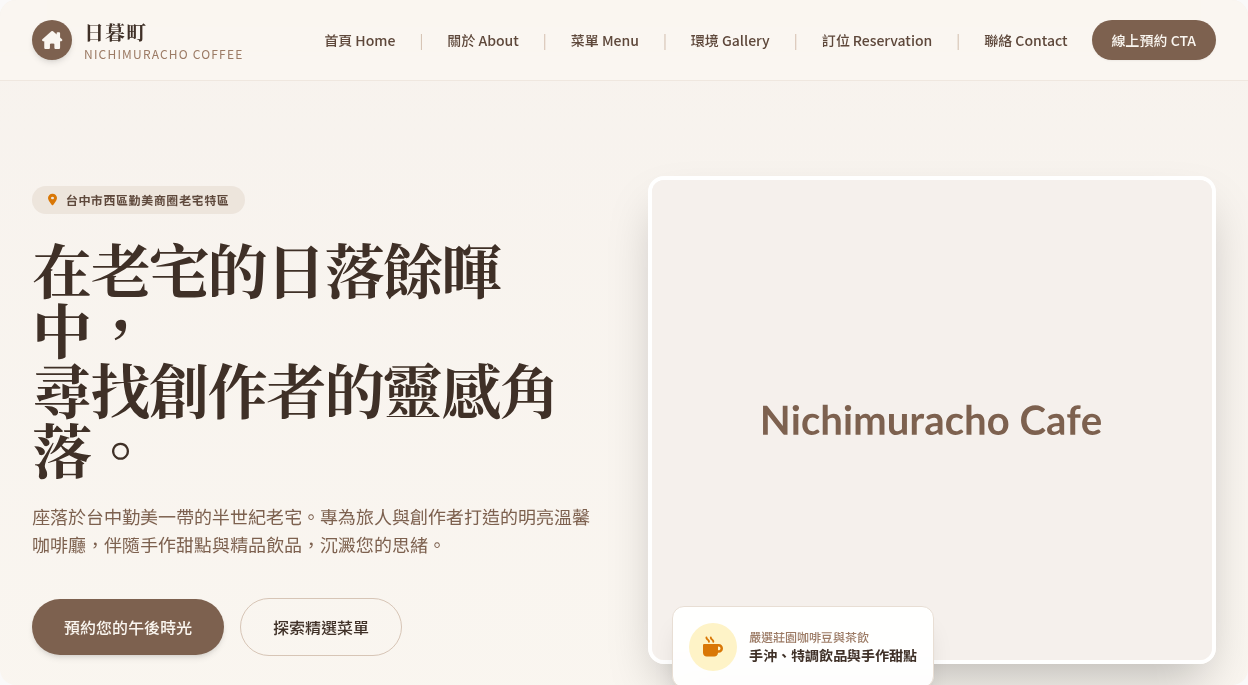 日暮町
NICHIMURACHO COFFEE
首頁 Home | 關於 About | 菜單 Menu | 環境 Gallery | 訂位 Reservation | 聯絡 Contact
線上預約 CTA
台中市西區勤美商圈老宅特區
在老宅的日落餘暉
中，
尋找創作者的靈感角
落。
座落於台中勤美一帶的半世紀老宅。專為旅人與創作者打造的明亮溫馨
咖啡廳，伴隨手作甜點與精品飲品，沉澱您的思緒。
預約您的午後時光
探索精選菜單
Nichimuracho Cafe
嚴選莊園咖啡豆與茶飲
手沖、特調飲品與手作甜點